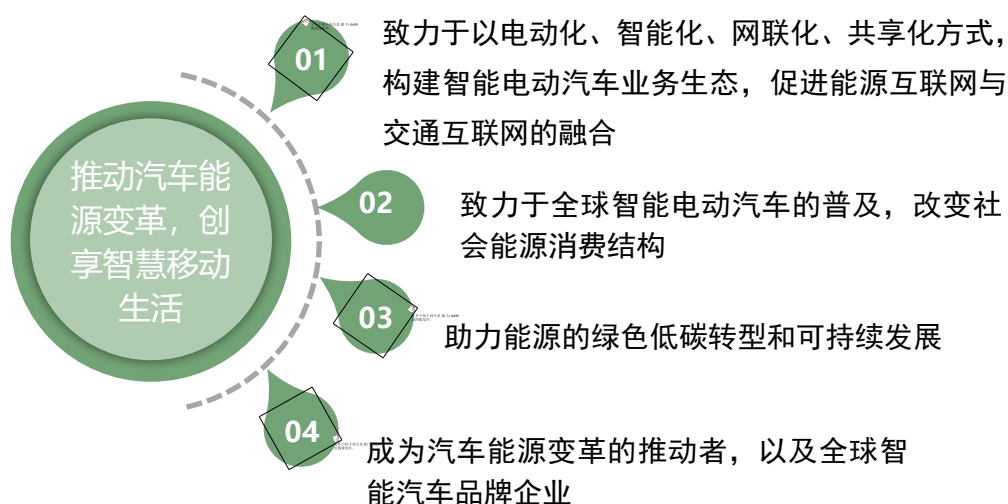 推动汽车能
源变革，创
享智慧移动
生活
01
致力于以电动化、智能化、网联化、共享化方式，
构建智能电动汽车业务生态，促进能源互联网与
交通互联网的融合
02
致力于全球智能电动汽车的普及，改变社
会能源消费结构
03
助力能源的绿色低碳转型和可持续发展
04
成为汽车能源变革的推动者，以及全球智
能汽车品牌企业